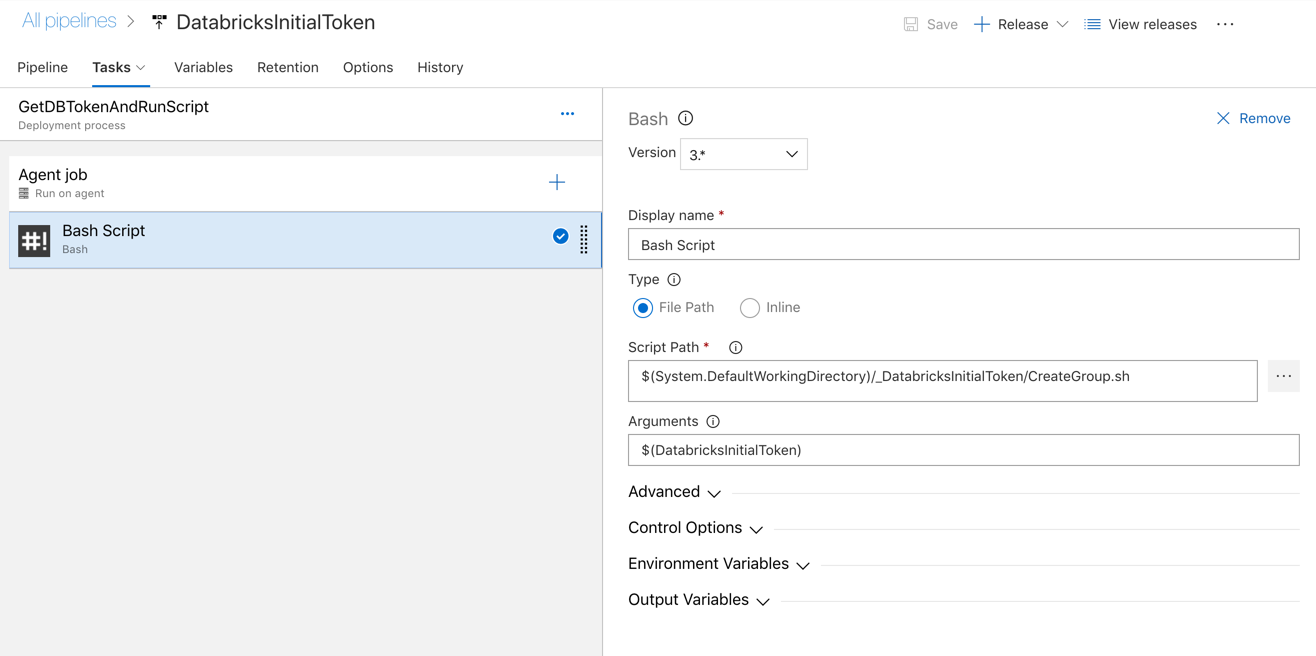 All pipelines > DatabricksInitialToken
Save + Release View releases ...
Pipeline Tasks Variables Retention Options History
GetDBTokenAndRunScript
Deployment process
...
Agent job
Run on agent
#!
Bash Script
Bash
Bash
Remove
Version 3.*
Display name *
Bash Script
Type
File Path Inline
Script Path *
$(System.DefaultWorkingDirectory)/_DatabricksInitialToken/CreateGroup.sh
...
Arguments
$(DatabricksInitialToken)
Advanced
Control Options
Environment Variables
Output Variables